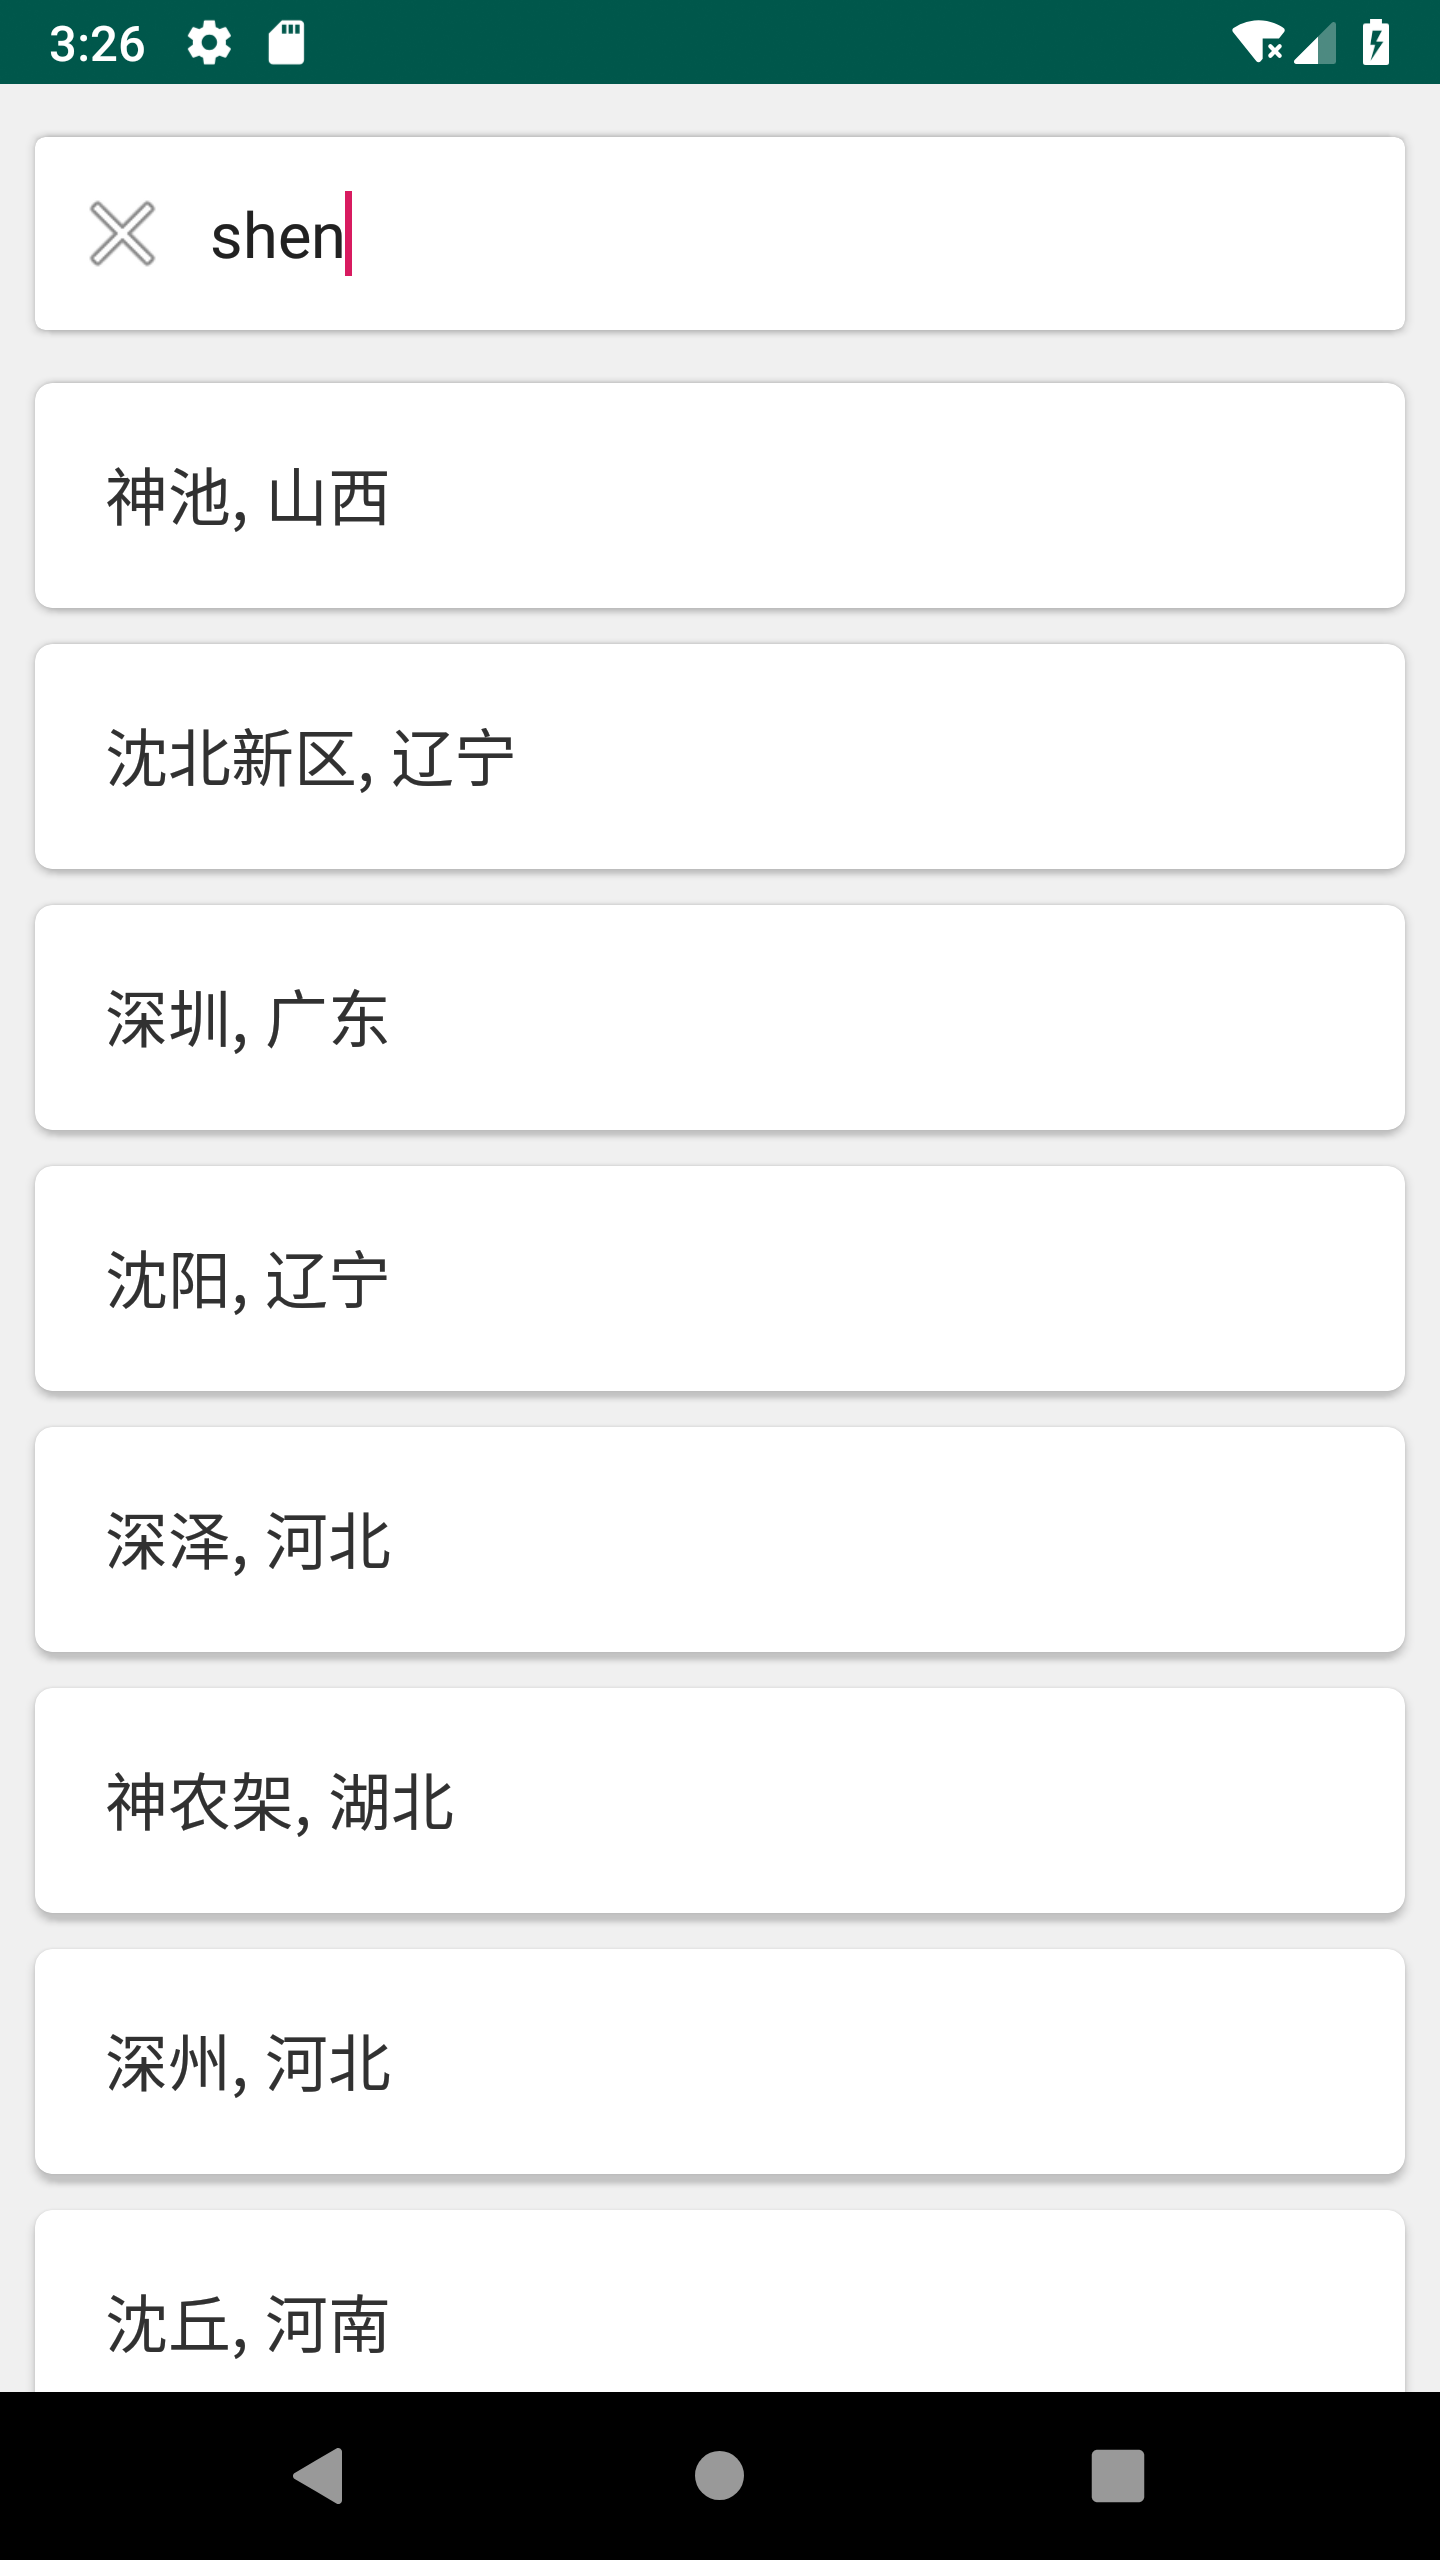 3:26
shen
神池, 山西
沈北新区, 辽宁
深圳, 广东
沈阳, 辽宁
深泽, 河北
神农架, 湖北
深州, 河北
沈丘, 河南